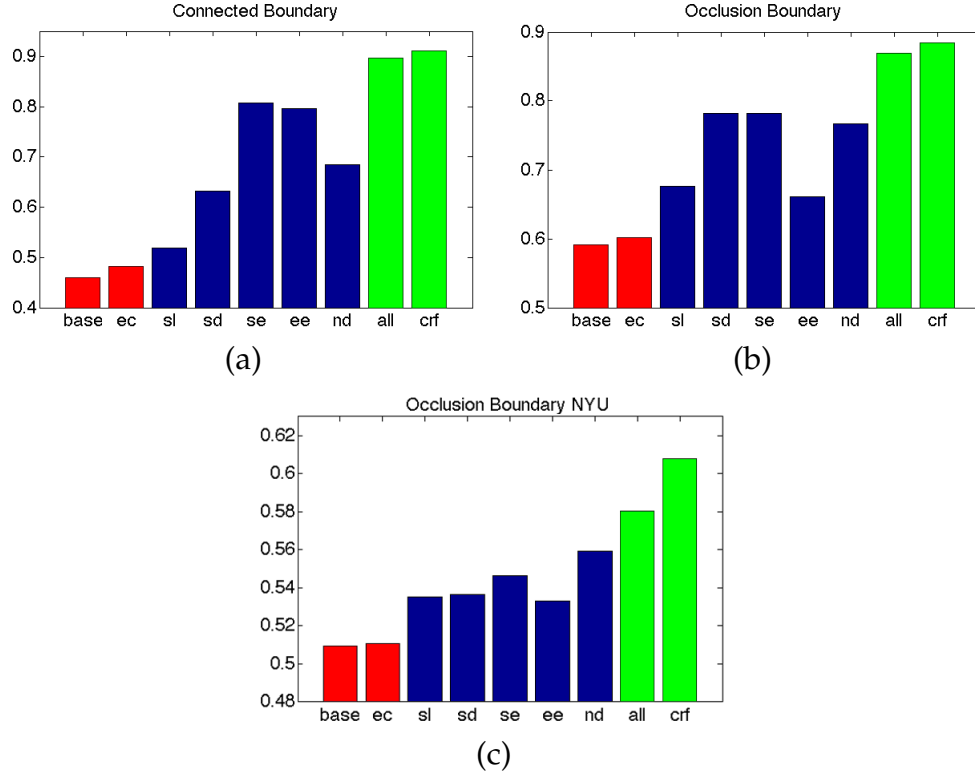 Connected Boundary
0.9
0.8
0.7
0.6
0.5
0.4
base ec sl sd se ee nd all crf
(a)
Occlusion Boundary
0.9
0.8
0.7
0.6
0.5
base ec sl sd se ee nd all crf
(b)
Occlusion Boundary NYU
0.62
0.6
0.58
0.56
0.54
0.52
0.5
0.48
base ec sl sd se ee nd all crf
(c)